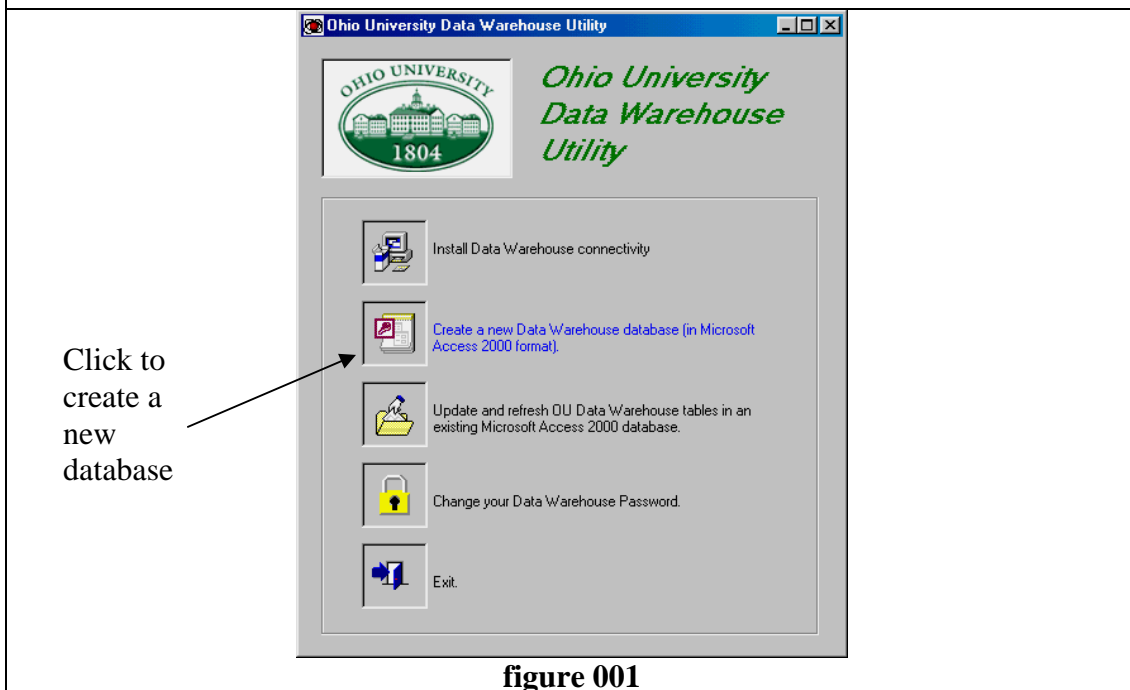 Ohio University Data Warehouse Utility
OHIO UNIVERSITY
1804
Ohio University
Data Warehouse
Utility
Install Data Warehouse connectivity
Create a new Data Warehouse database (in Microsoft
Access 2000 format).
Click to
create a
new
database
Update and refresh OU Data Warehouse tables in an
existing Microsoft Access 2000 database.
Change your Data Warehouse Password.
Exit.
figure 001